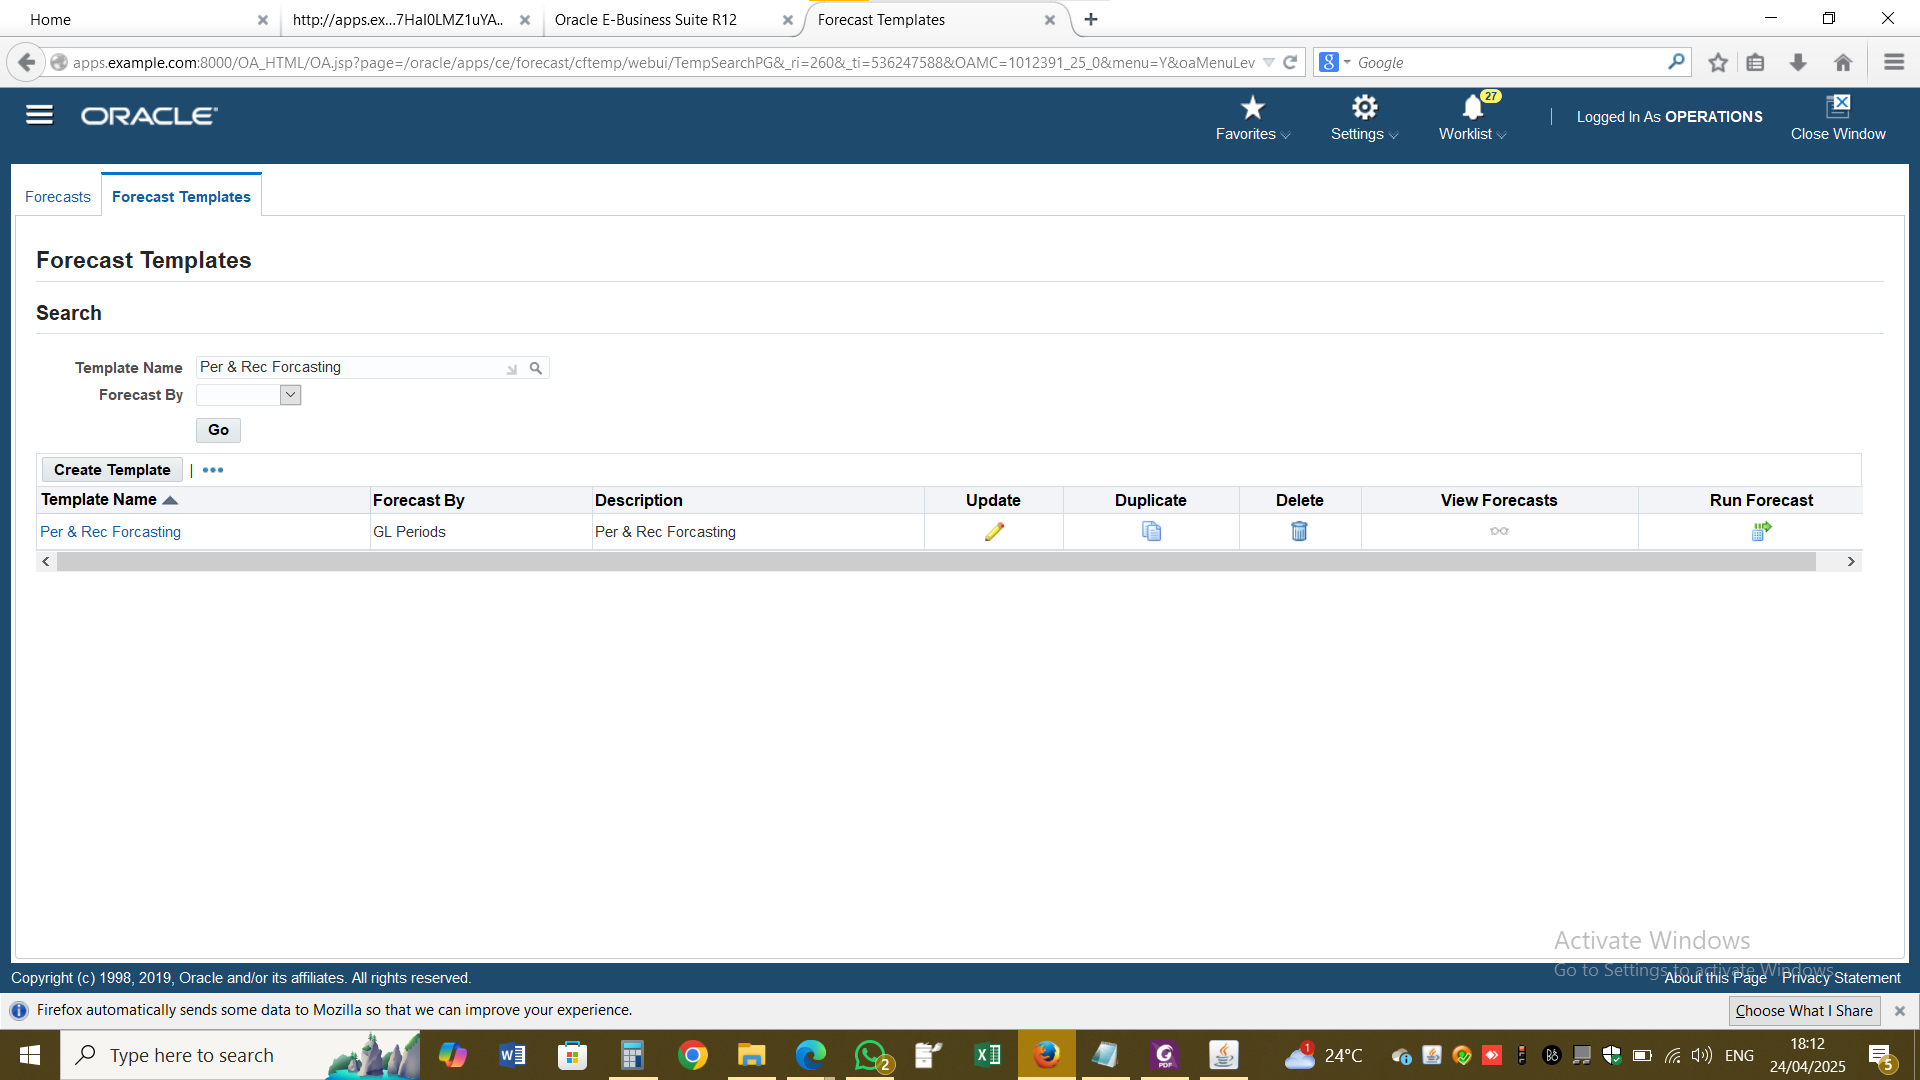 Home
http://apps.ex...7HaI0LMZ1uYA..
Oracle E-Business Suite R12
Forecast Templates
apps.example.com:8000/OA_HTML/OA.jsp?page=/oracle/apps/ce/forecast/cftemp/webui/TempSearchPG&_ri=260&_ti=536247588&OAMC=1012391_25_0&menu=Y&oaMenuLev
8 Google
ORACLE
Favorites
Settings
27
Worklist
Logged In As OPERATIONS
Close Window
Forecasts
Forecast Templates
Forecast Templates
Search
Template Name Per & Rec Forcasting
Forecast By
Go
Create Template |
Template Name Forecast By Description Update Duplicate Delete View Forecasts Run Forecast
Per & Rec Forcasting GL Periods Per & Rec Forcasting
Activate Windows
Go to Settings to activate Windows.
Copyright (c) 1998, 2019, Oracle and/or its affiliates. All rights reserved.
About this Page Privacy Statement
Firefox automatically sends some data to Mozilla so that we can improve your experience.
Choose What I Share
Type here to search
2
PDF
1
24°C
ENG
18:12
24/04/2025
5